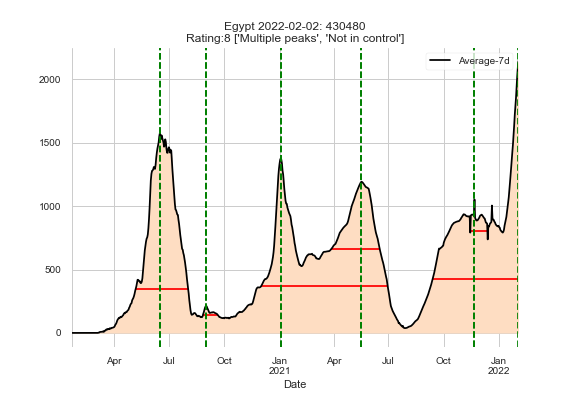 Egypt 2022-02-02: 430480
Rating:8 ['Multiple peaks', 'Not in control']
Average-7d
2000
1500
1000
500
0
Apr Jul Oct Jan Apr Jul Oct Jan
2021 2022
Date